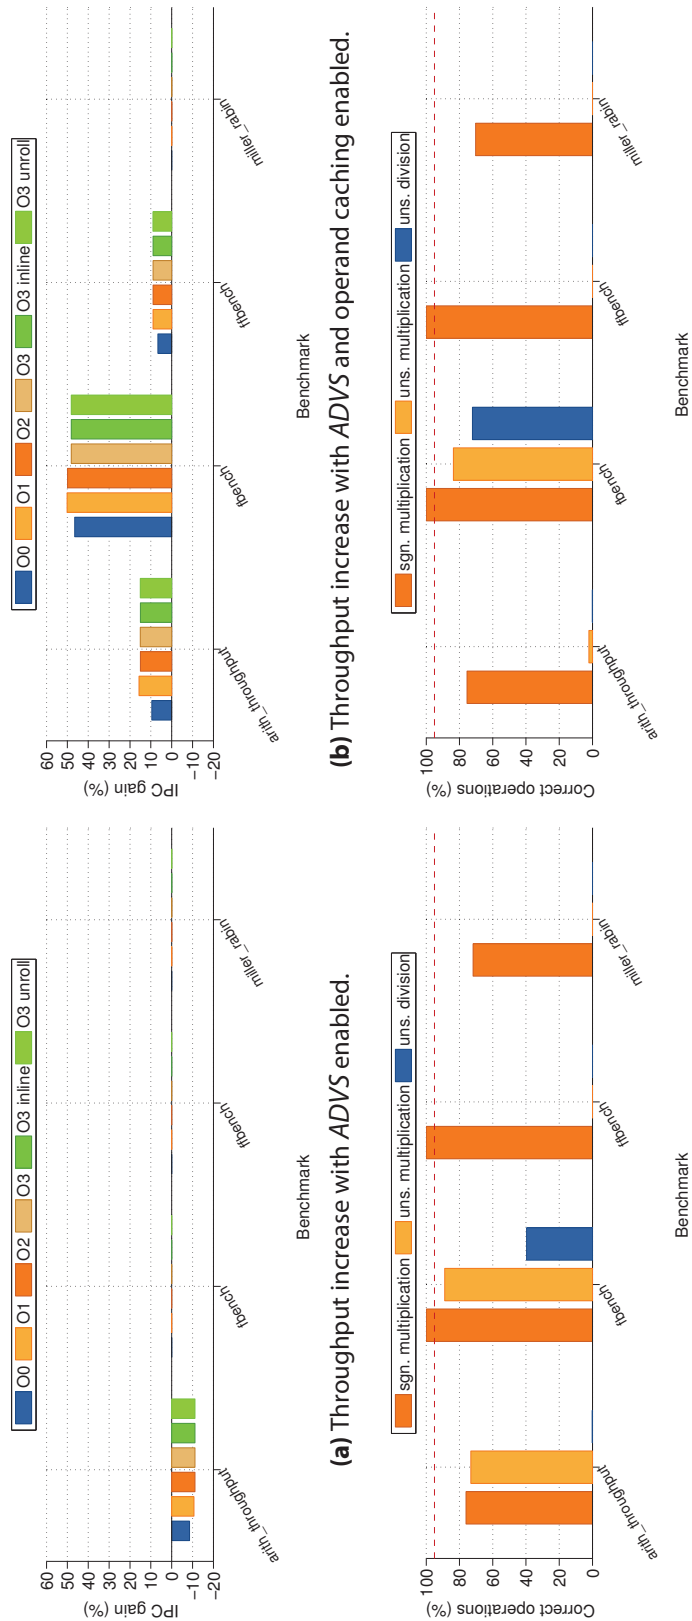 O0 O1 O2 O3 O3 inline O3 unroll
60
50
40
30
20
10
0
−10
−20
IPC gain (%)
arith_throughput
fbench
ffbench
miller_rabin
Benchmark
(a) Throughput increase with ADVS enabled.
O0 O1 O2 O3 O3 inline O3 unroll
60
50
40
30
20
10
0
−10
−20
IPC gain (%)
arith_throughput
fbench
ffbench
miller_rabin
Benchmark
(b) Throughput increase with ADVS and operand caching enabled.
sgn. multiplication uns. multiplication uns. division
100
80
60
40
20
0
Correct operations (%)
arith_throughput
fbench
ffbench
miller_rabin
Benchmark
sgn. multiplication uns. multiplication uns. division
100
80
60
40
20
0
Correct operations (%)
arith_throughput
fbench
ffbench
miller_rabin
Benchmark